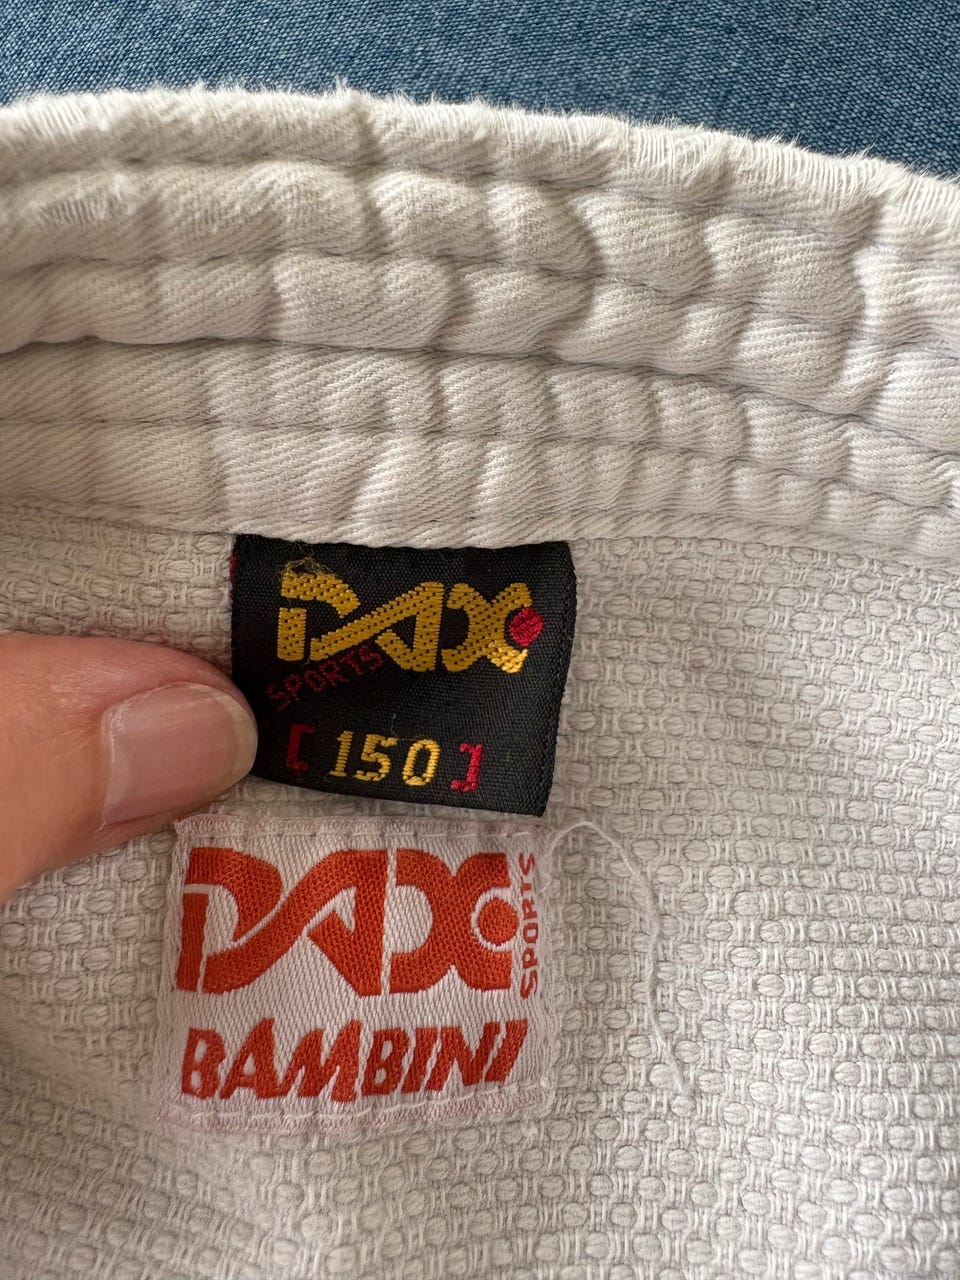 DAX
SPORTS
[150]
DAX SPORTS
BAMBINI